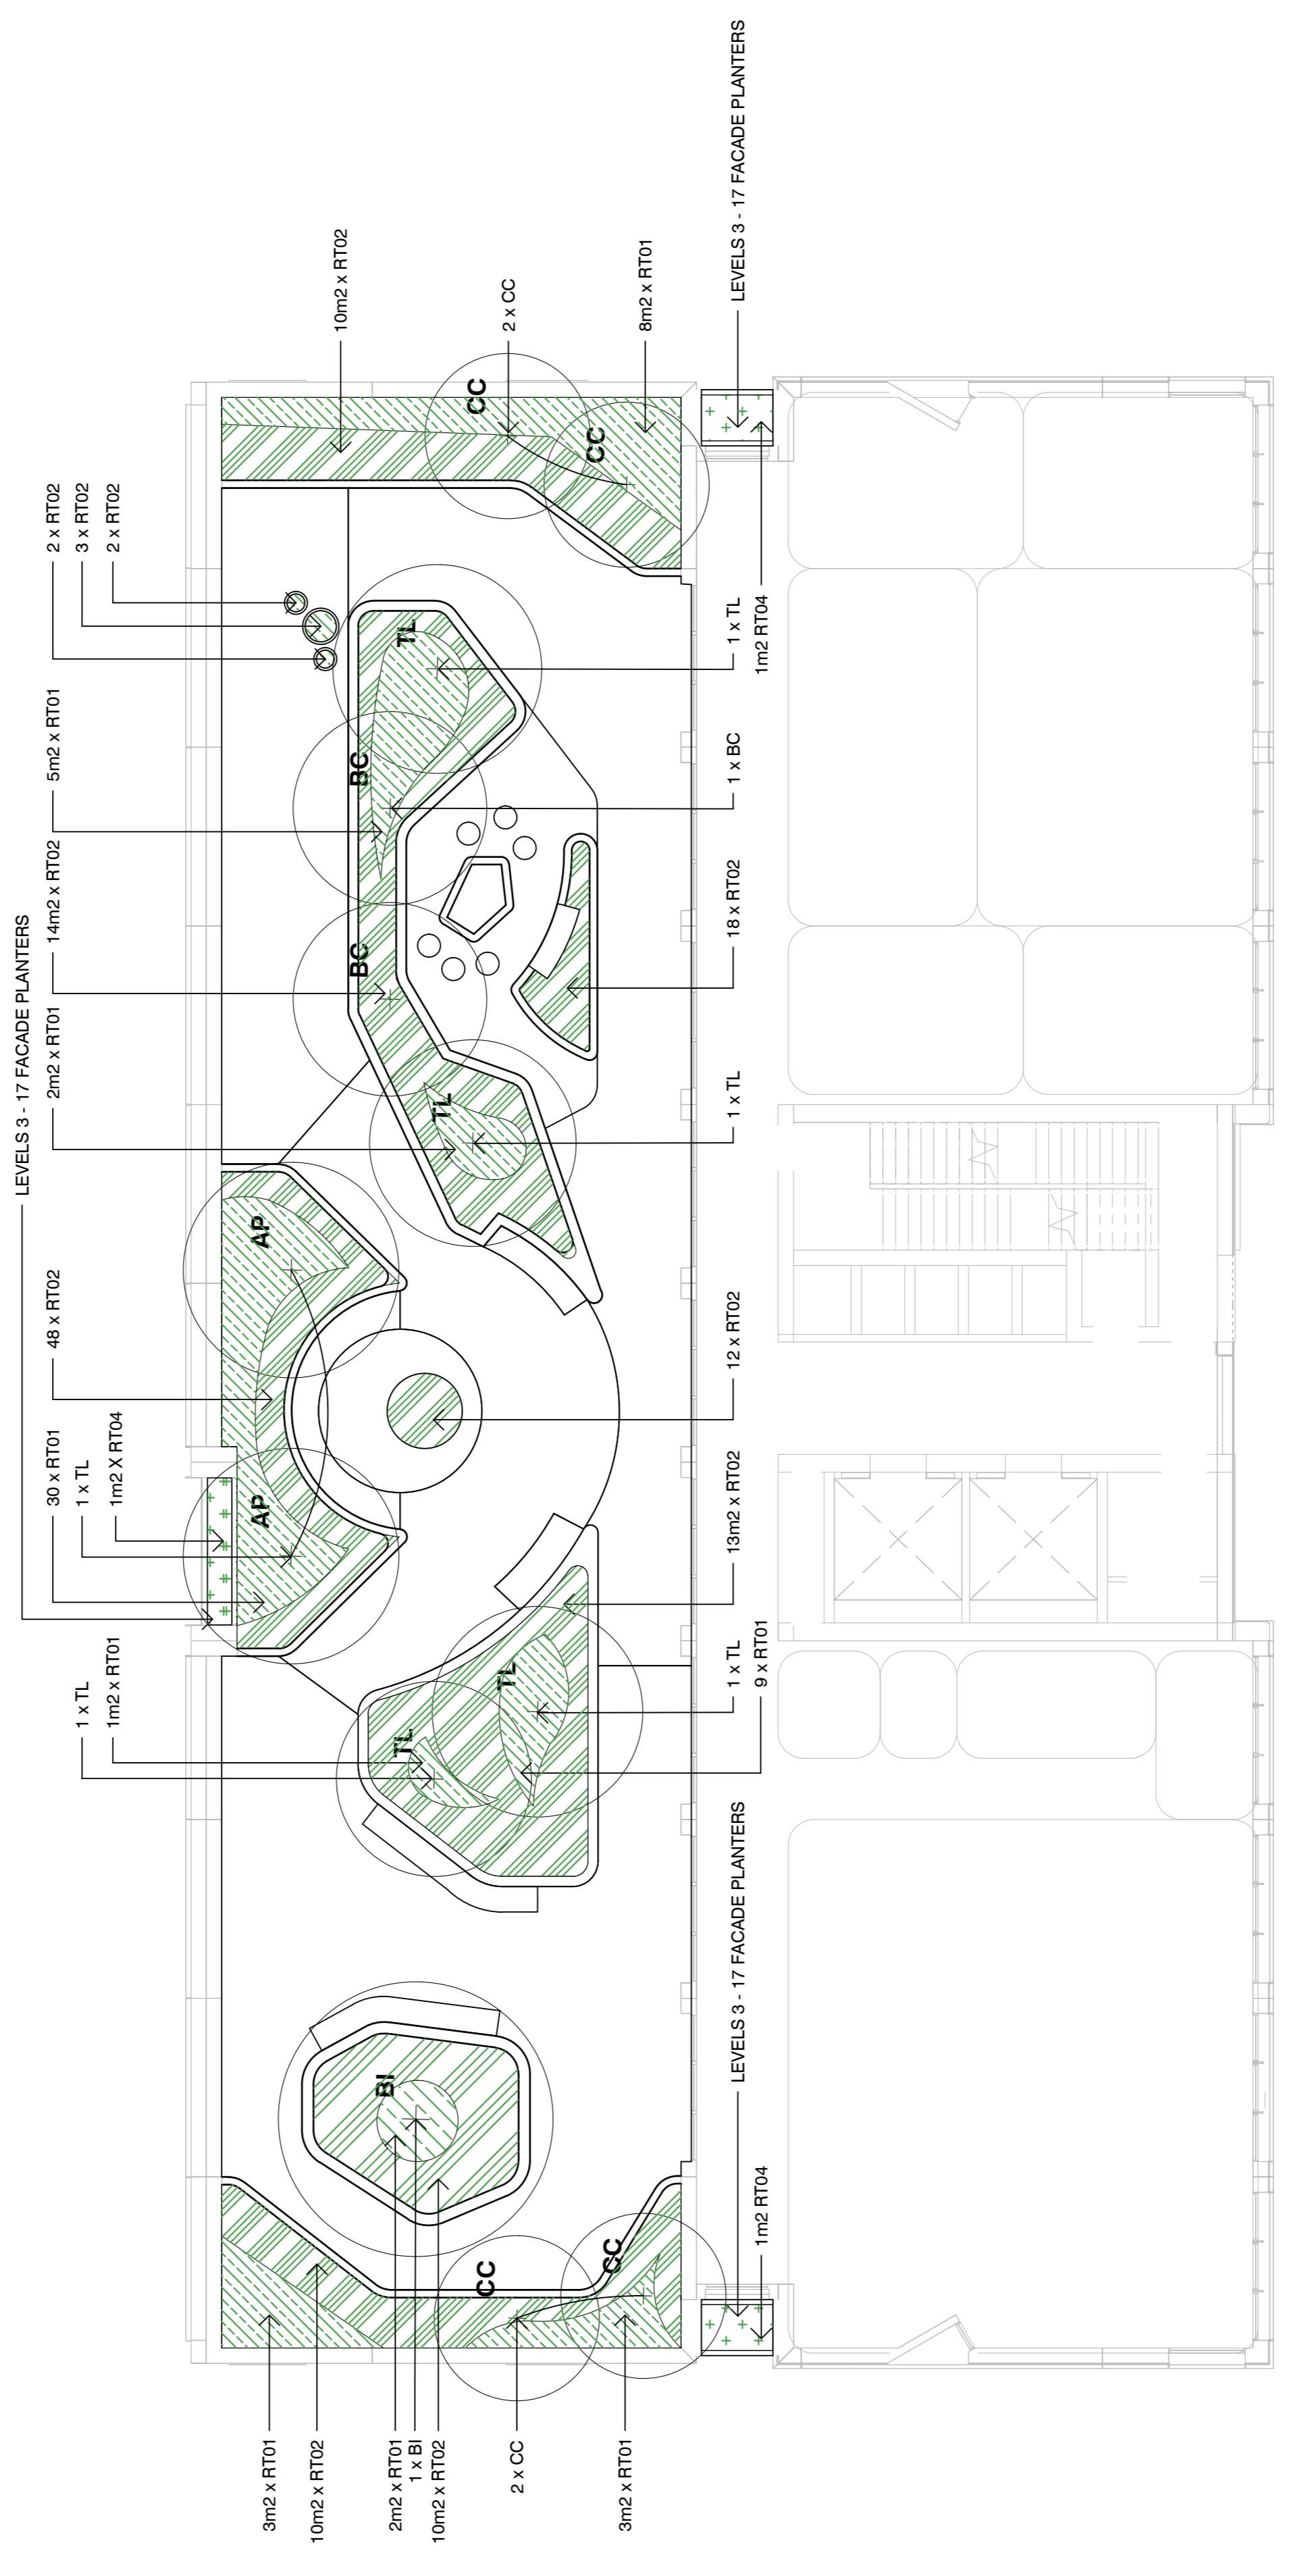 LEVELS 3 - 17 FACADE PLANTERS
1 x TL
1m2 x RT01
30 x RT01
1 x TL
1m2 X RT04
48 x RT02
2m2 x RT01
14m2 x RT02
5m2 x RT01
2 x RT02
3 x RT02
2 x RT02
10m2 x RT02
2 x CC
8m2 x RT01
LEVELS 3 - 17 FACADE PLANTERS
1m2 RT04
3m2 x RT01
10m2 x RT02
2m2 x RT01
1 x BI
10m2 x RT02
2 x CC
3m2 x RT01
CC
CC
BI
TL
TL
AP
AP
TL
BC
BC
TL
CC
CC
LEVELS 3 - 17 FACADE PLANTERS
1m2 RT04
1 x TL
9 x RT01
13m2 x RT02
12 x RT02
1 x TL
18 x RT02
1 x BC
1 x TL